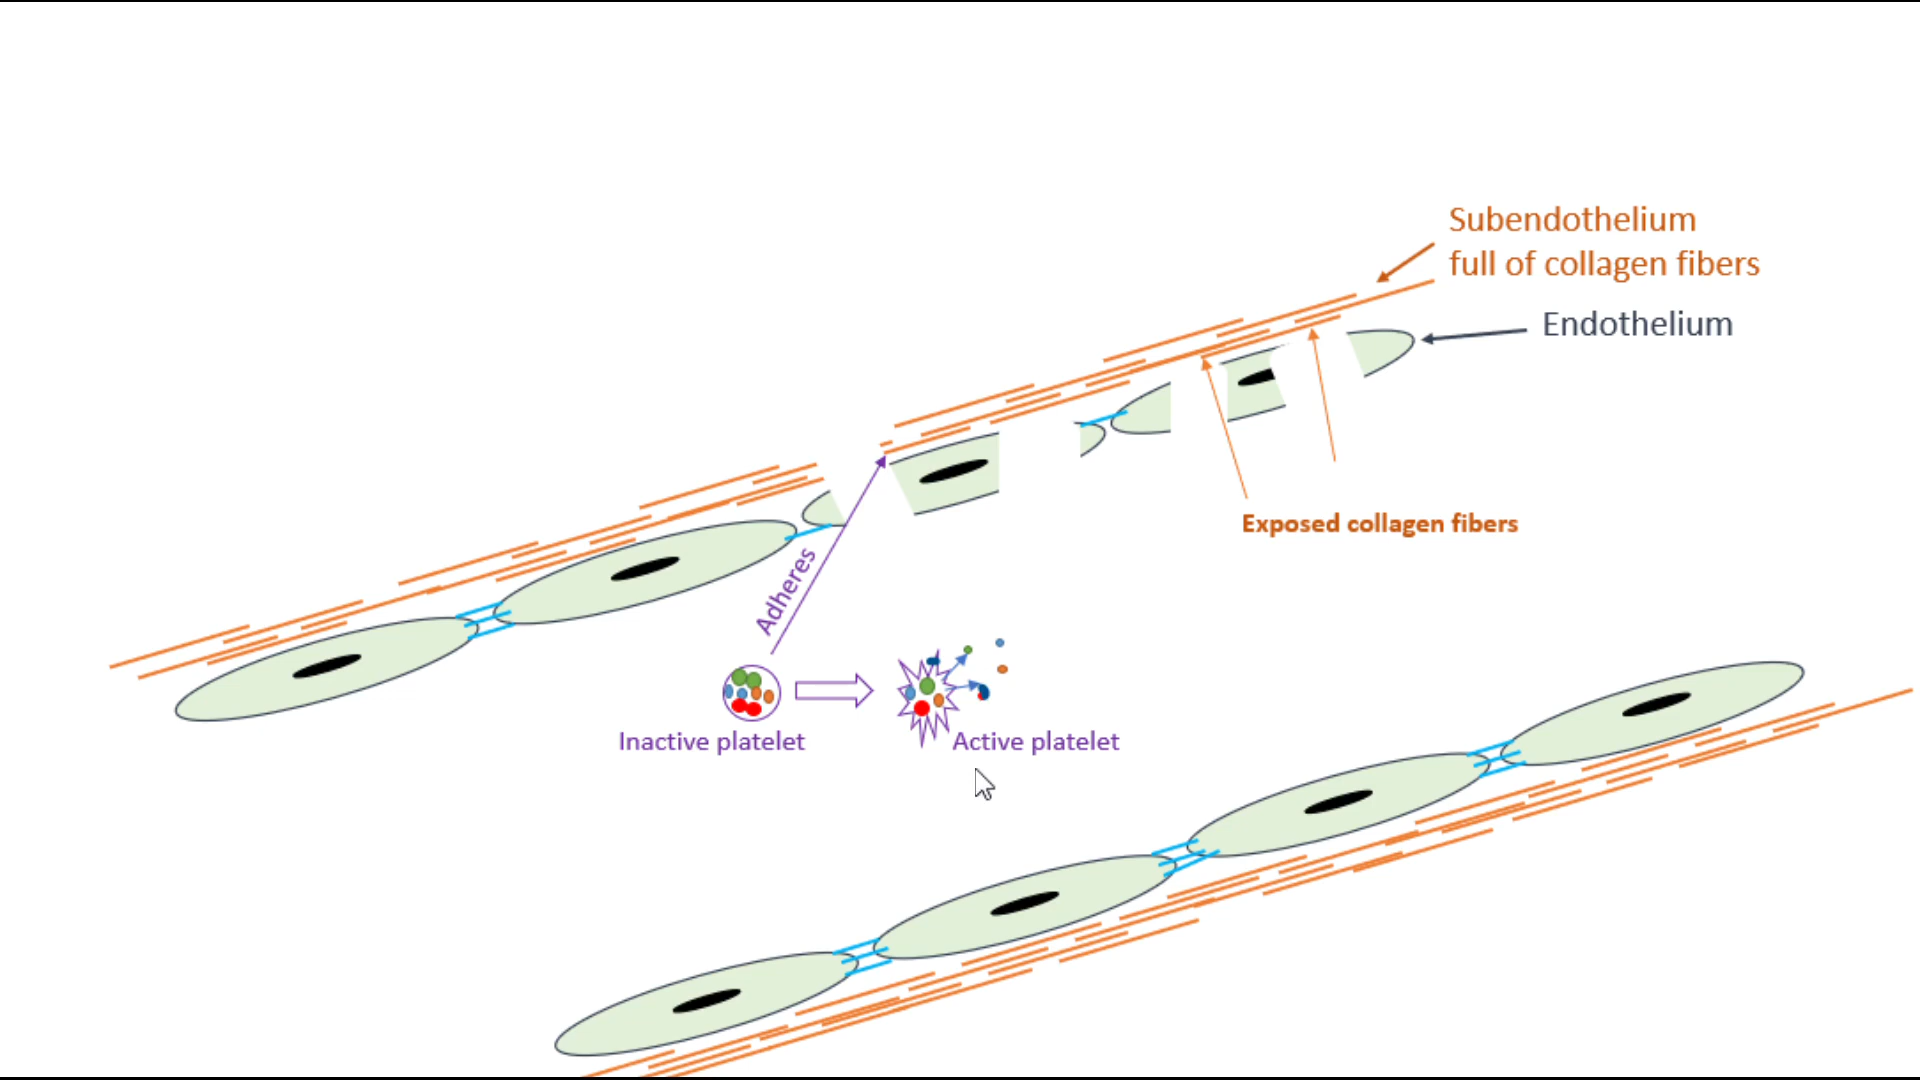 Subendothelium
full of collagen fibers
Endothelium
Exposed collagen fibers
Adheres
Inactive platelet
Active platelet